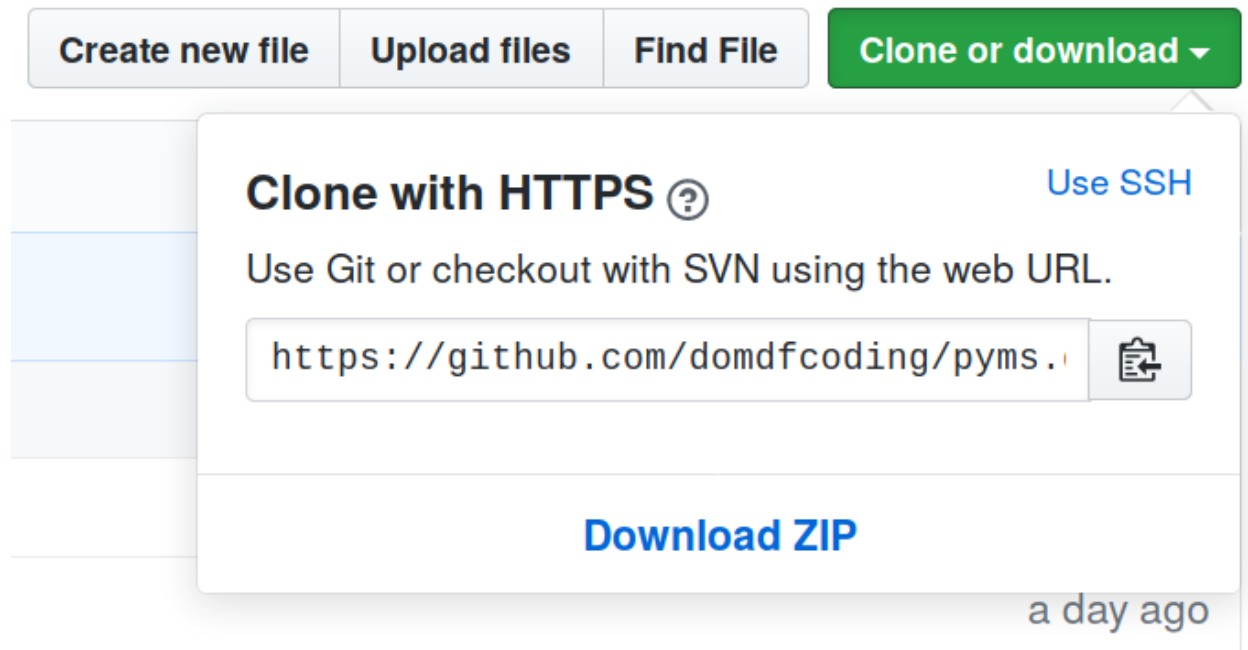 Create new file Upload files Find File Clone or download
Clone with HTTPS ?
Use SSH
Use Git or checkout with SVN using the web URL.
https://github.com/domdfcoding/pyms.
Download ZIP
a day ago